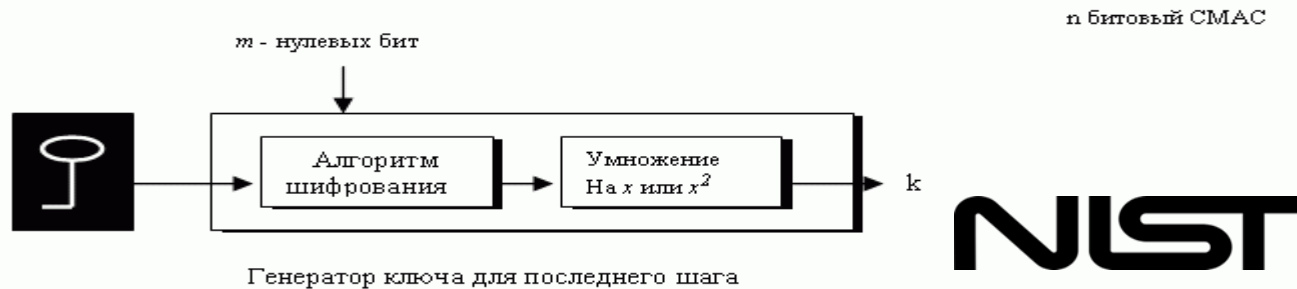 n битовый CMAC
m - нулевых бит
Алгоритм
шифрования
Умножение
На x или x²
k
NIST
Генератор ключа для последнего шага